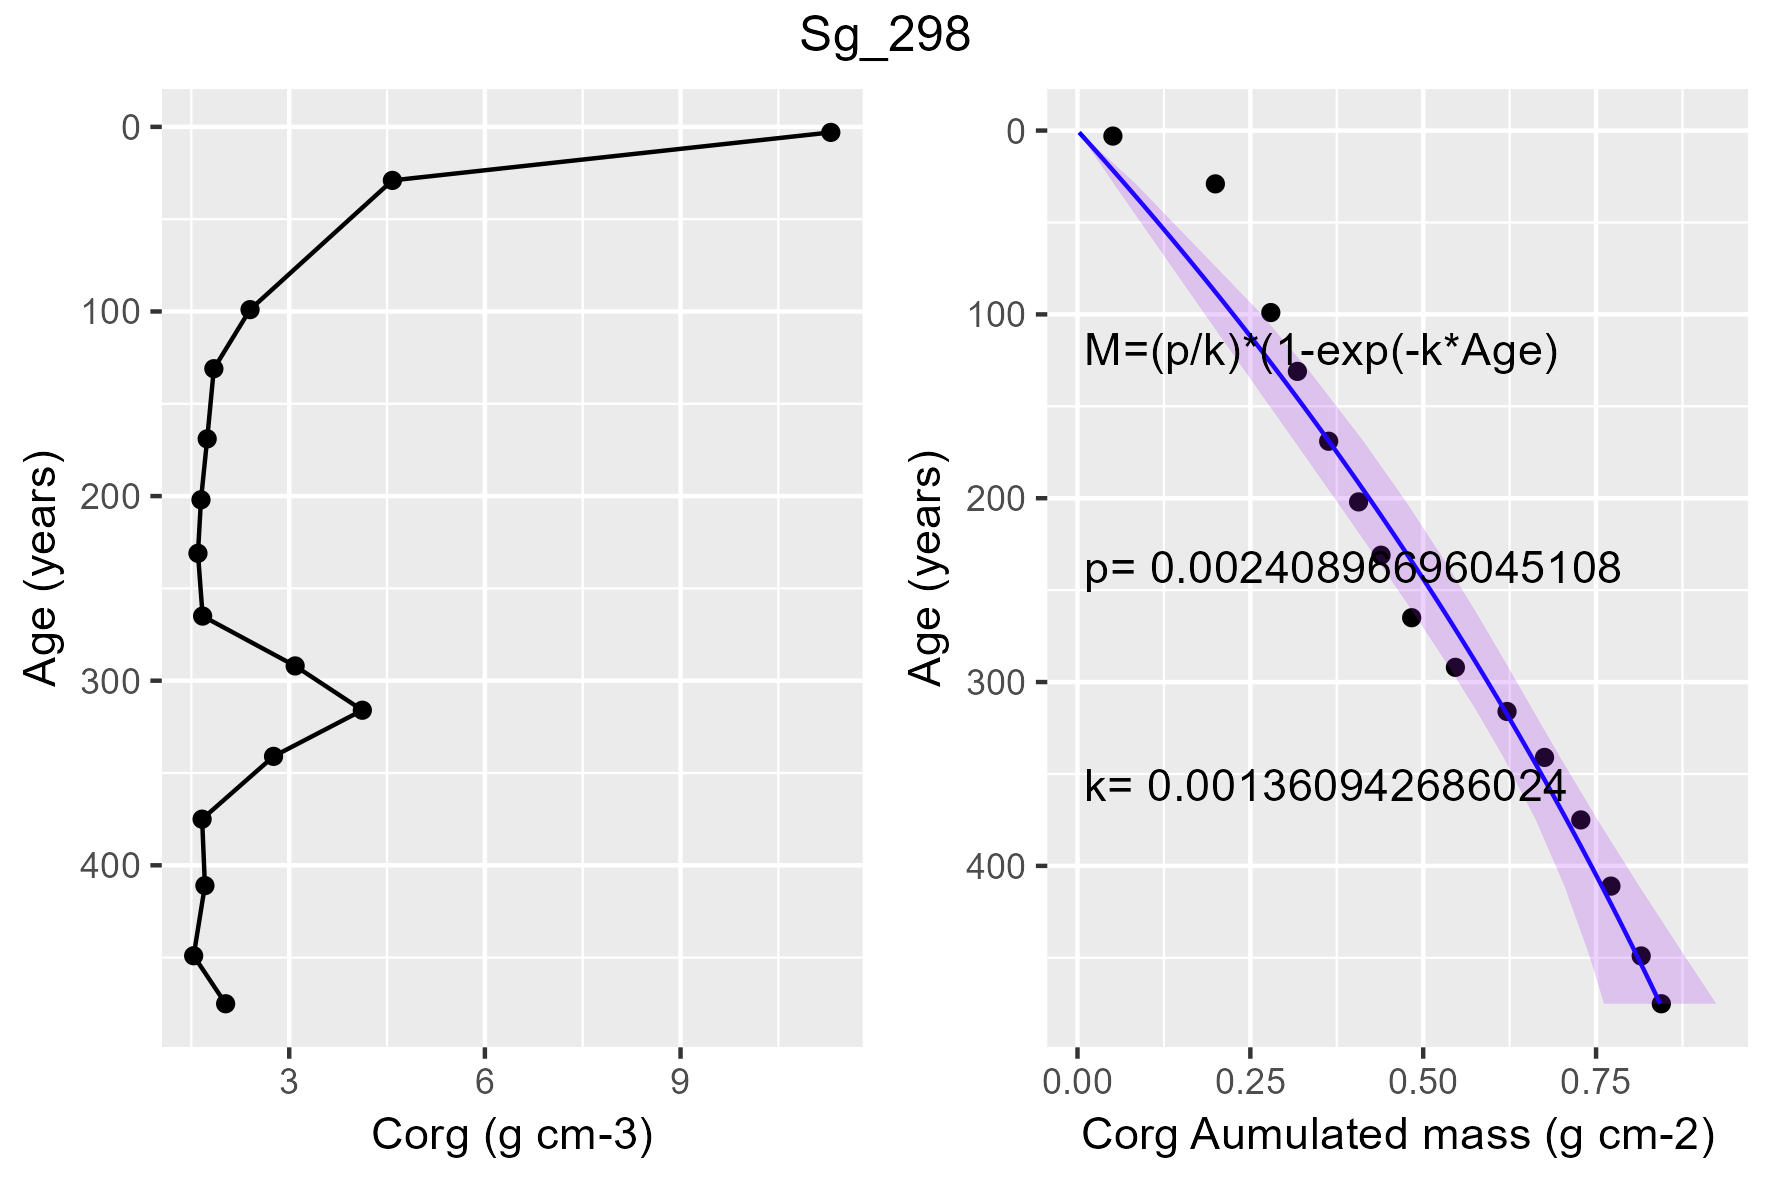 Sg_298
Age (years)
0
100
200
300
400
3
6
9
Corg (g cm-3)
Age (years)
0
100
200
300
400
M=(p/k)*(1-exp(-k*Age)
p= 0.00240896696045108
k= 0.001360942686024
0.00
0.25
0.50
0.75
Corg Aumulated mass (g cm-2)